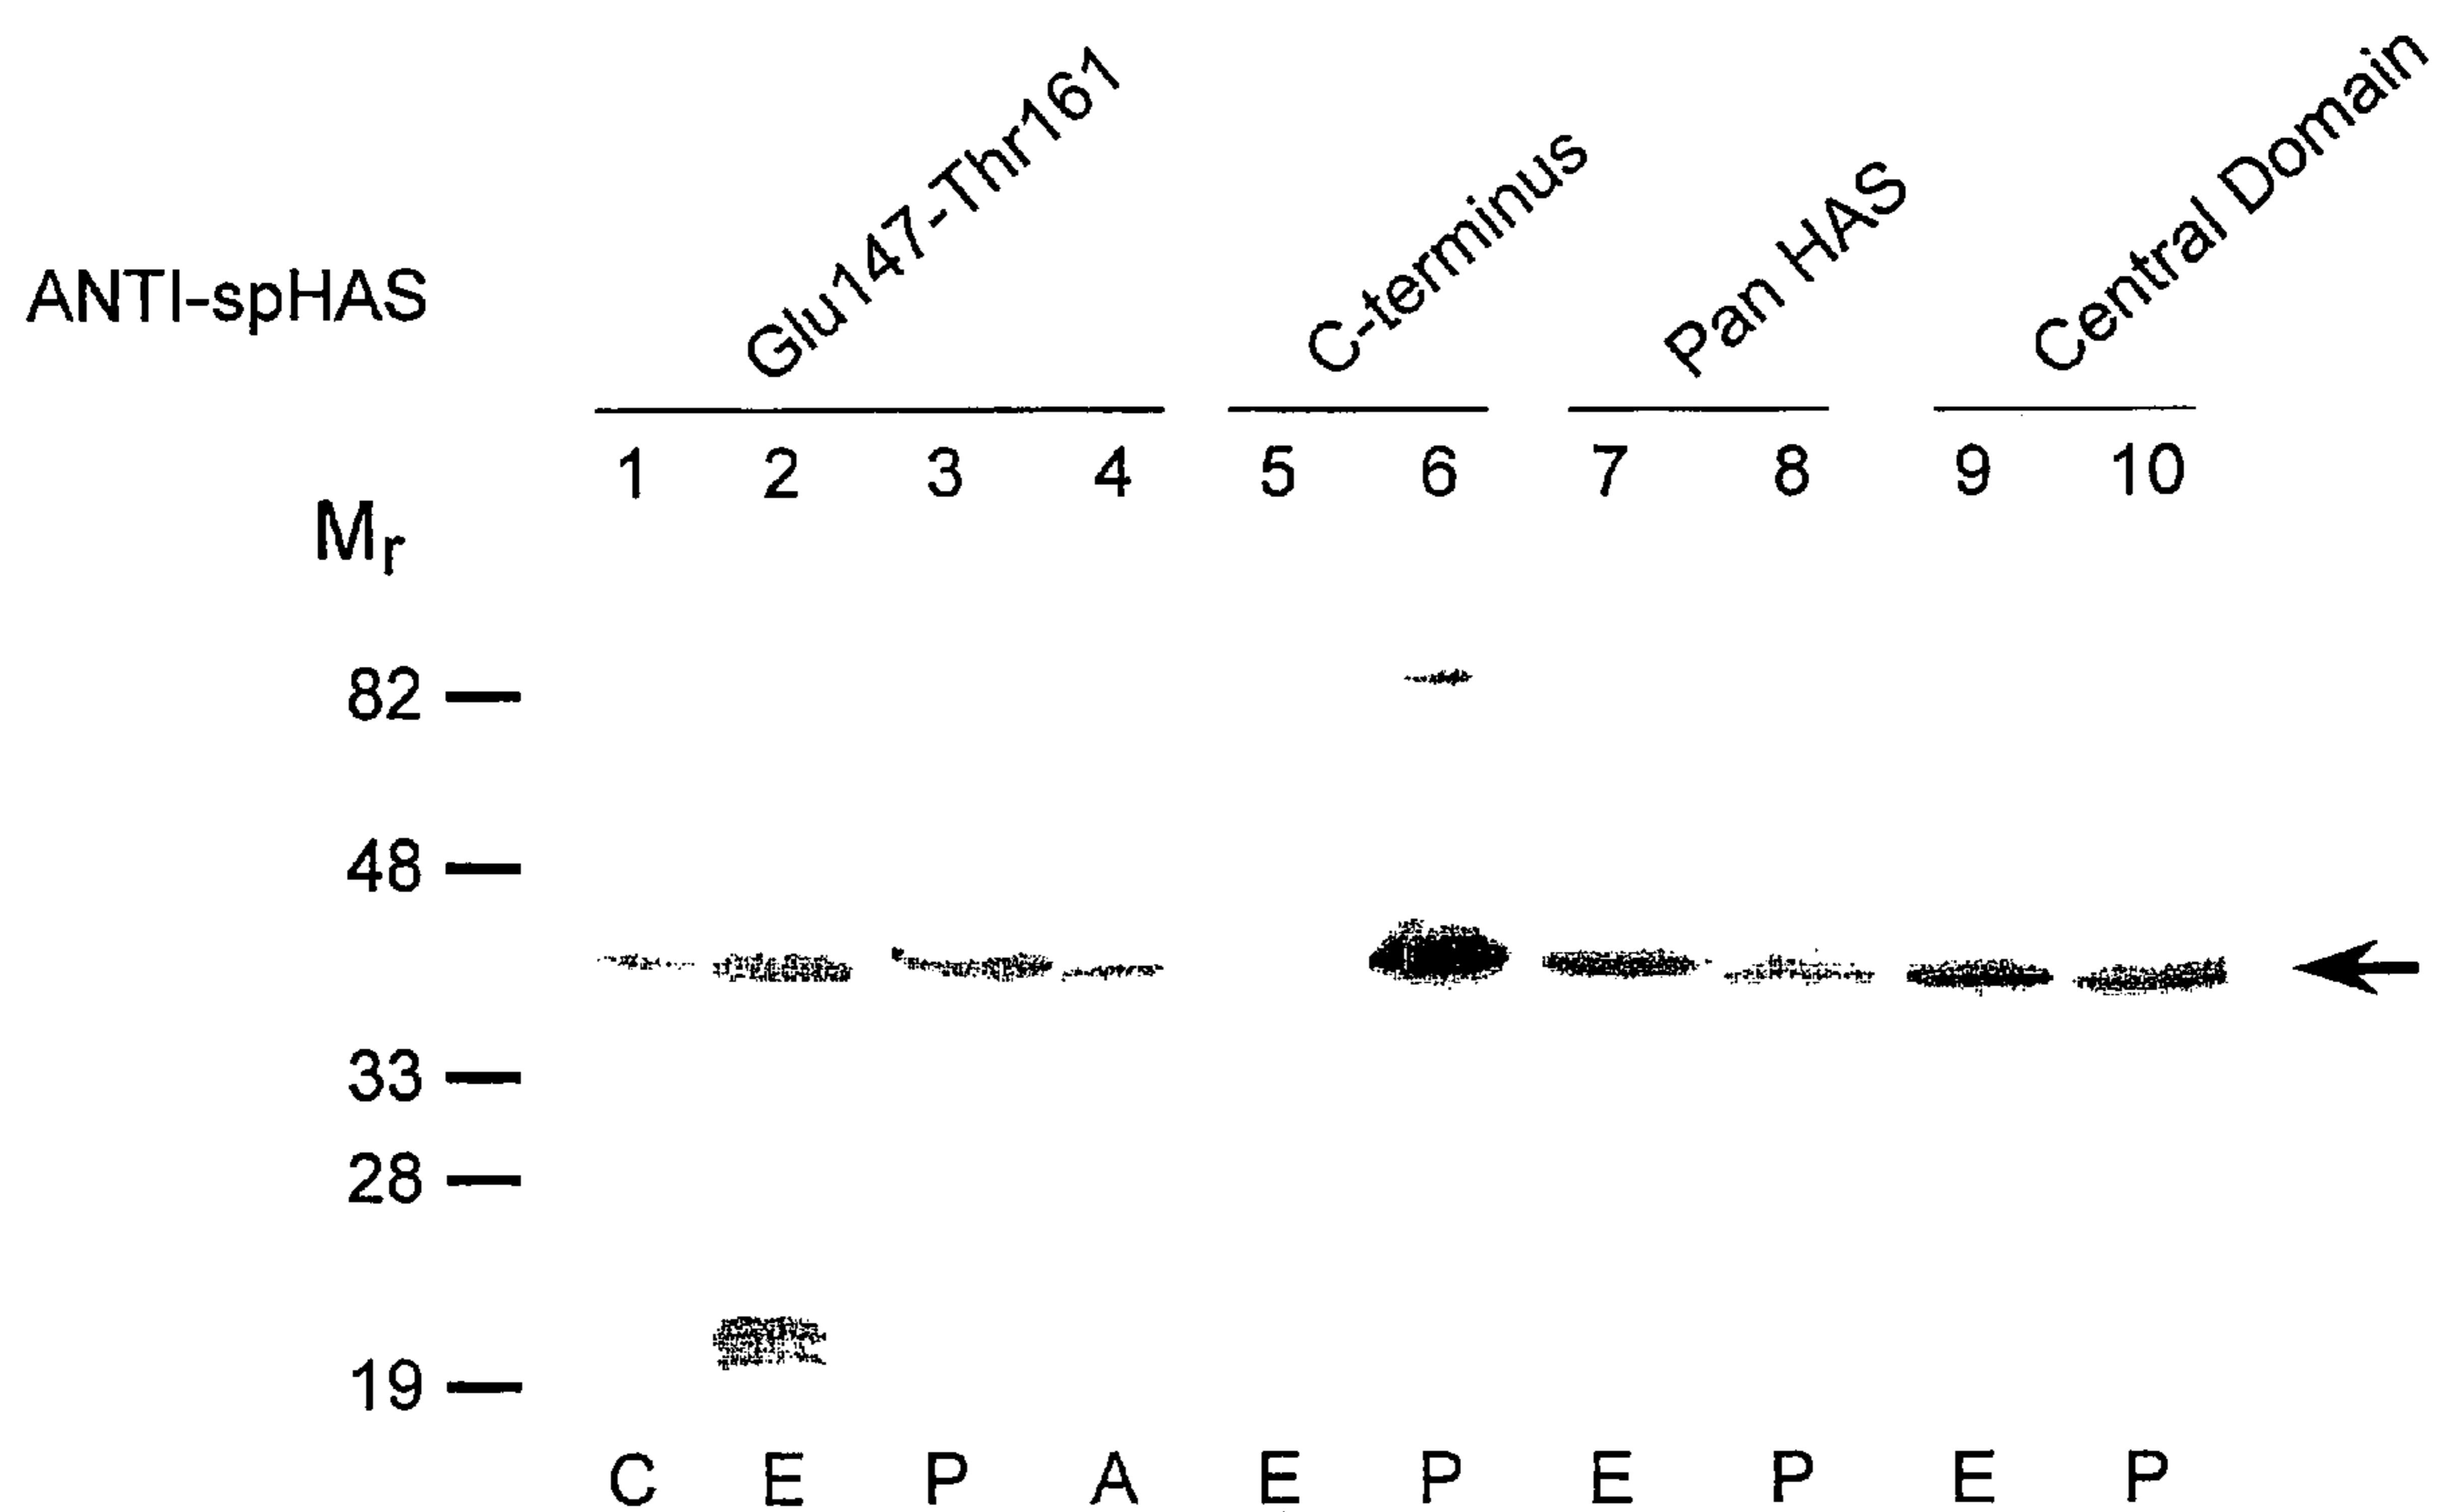 Glu147-Thr161 C-terminus Pan HAS Central Domain
ANTI-spHAS
1 2 3 4 5 6 7 8 9 10
Mr
82
48
33
28
19
C E P A E P E P E P